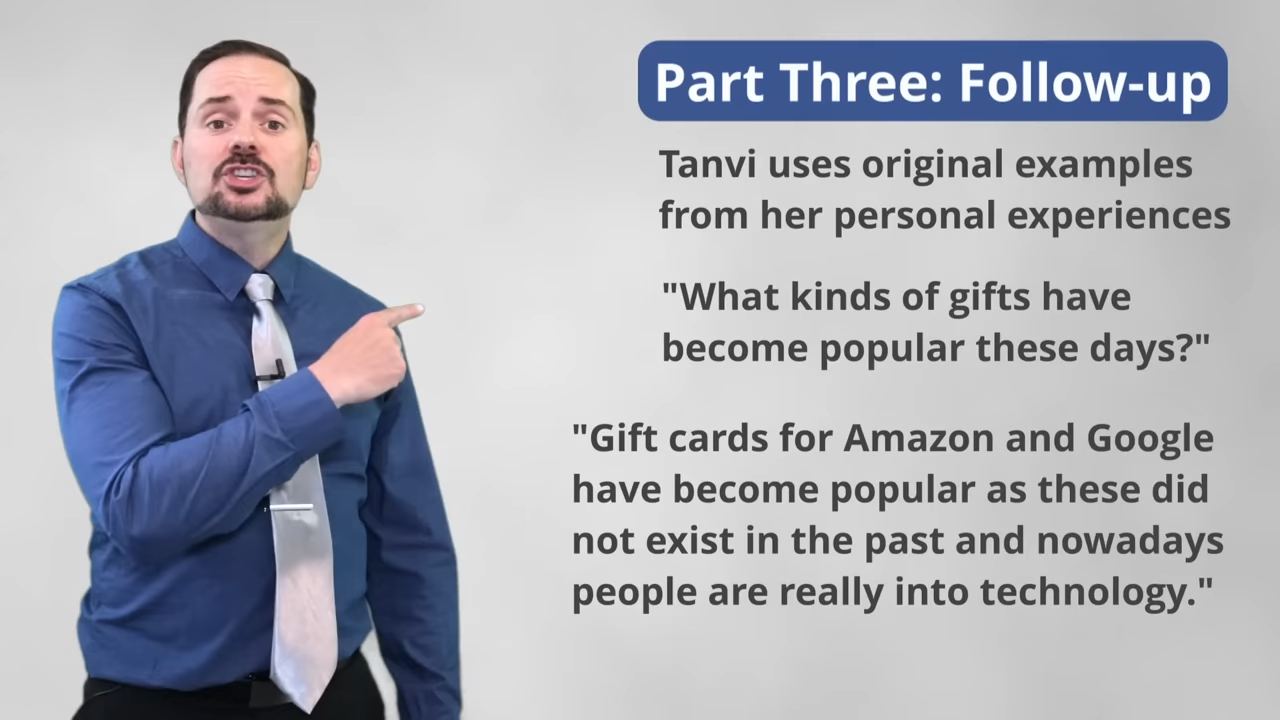 Part Three: Follow-up
Tanvi uses original examples
from her personal experiences
"What kinds of gifts have
become popular these days?"
"Gift cards for Amazon and Google
have become popular as these did
not exist in the past and nowadays
people are really into technology."